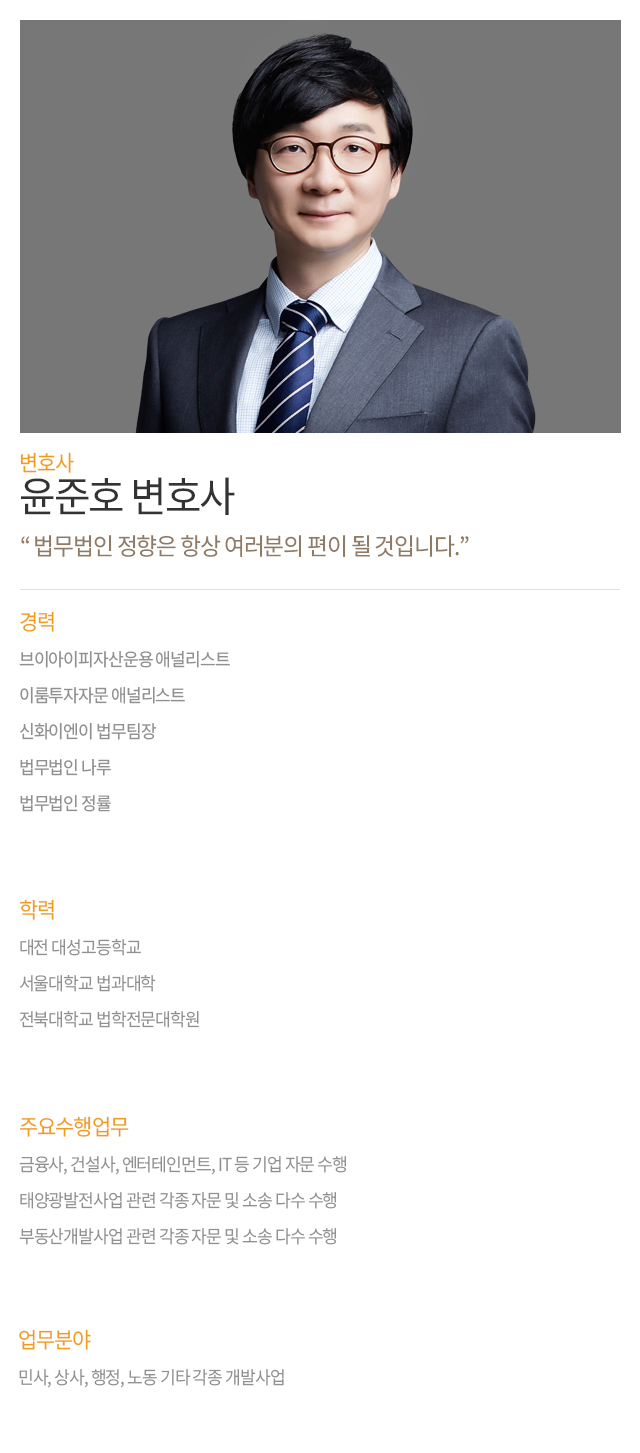 변호사
윤준호 변호사
“ 법무법인 정향은 항상 여러분의 편이 될 것입니다.”
경력
브이아이피자산운용 애널리스트
이룸투자자문 애널리스트
신화이엔이 법무팀장
법무법인 나루
법무법인 정률
학력
대전 대성고등학교
서울대학교 법과대학
전북대학교 법학전문대학원
주요수행업무
금융사, 건설사, 엔터테인먼트, IT 등 기업 자문 수행
태양광발전사업 관련 각종 자문 및 소송 다수 수행
부동산개발사업 관련 각종 자문 및 소송 다수 수행
업무분야
민사, 상사, 행정, 노동 기타 각종 개발사업